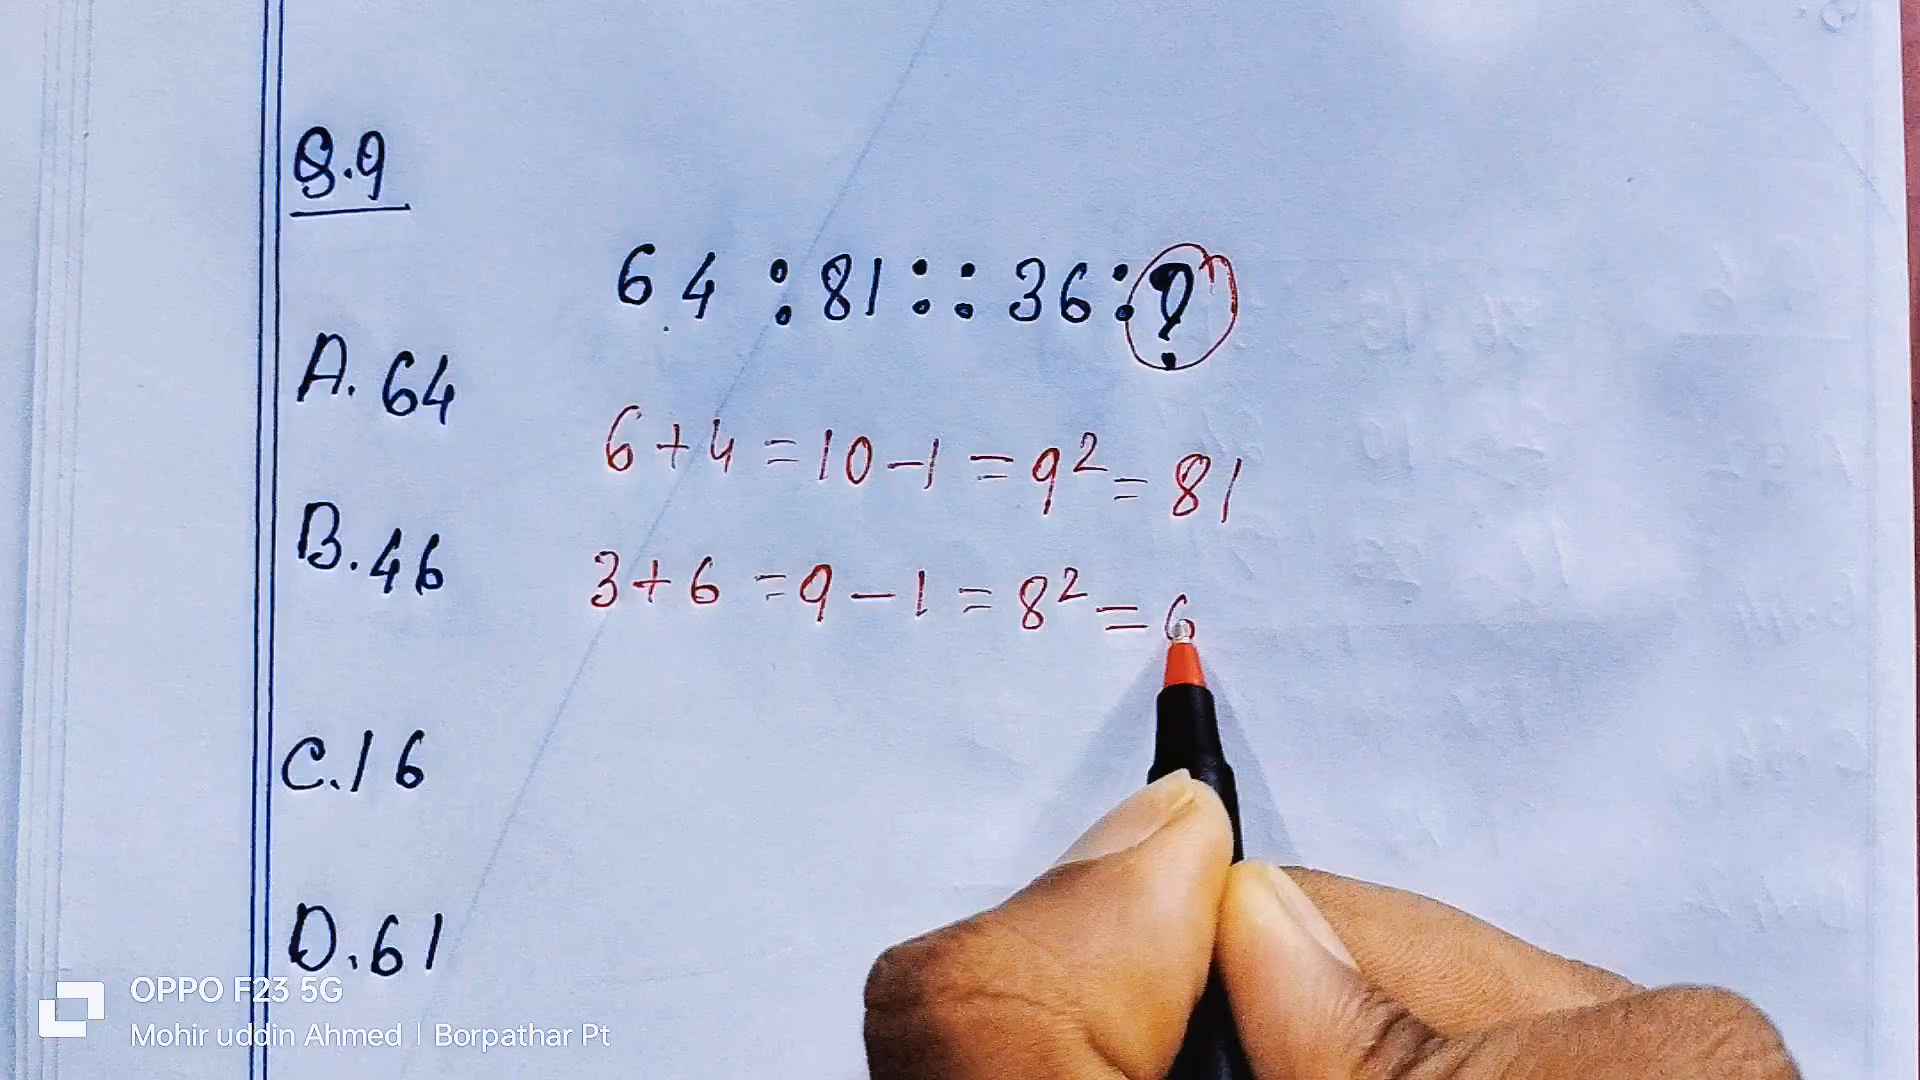 Q.9
64 : 81 :: 36 : ?
A. 64
6 + 4 = 10 - 1 = 9² = 81
B. 46
3 + 6 = 9 - 1 = 8² = 6
C. 16
D. 61
OPPO F23 5G
Mohir uddin Ahmed | Borpathar Pt